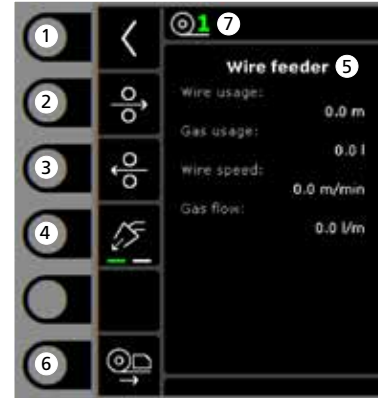 1
1 7
2
Wire feeder 5
Wire usage:
0.0 m
Gas usage:
0.0 l
3
Wire speed:
0.0 m/min
Gas flow:
0.0 l/m
4
6